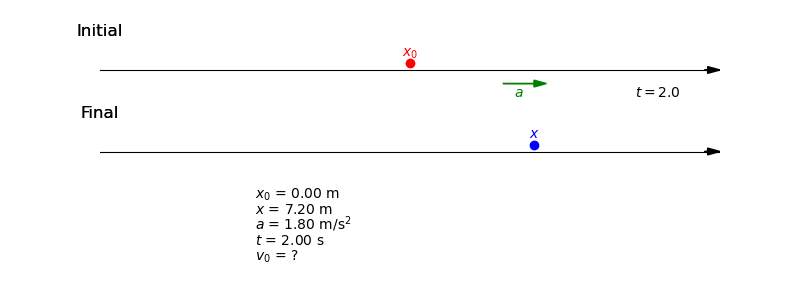 Initial
x₀
a
t = 2.0
Final
x
x₀ = 0.00 m
x = 7.20 m
a = 1.80 m/s²
t = 2.00 s
v₀ = ?